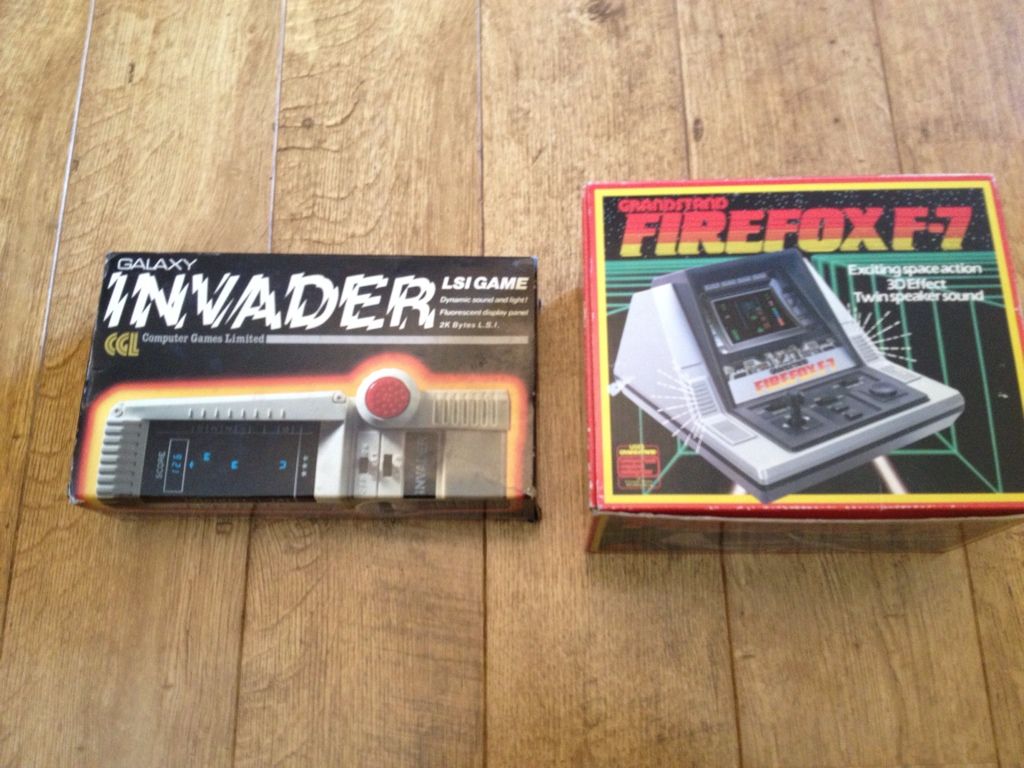 GALAXY
INVADER
LSI GAME
Dynamic sound and light!
Fluorescent display panel
2K Bytes L.S.I.
CGL Computer Games Limited
SCORE
126
GRANDSTAND
FIREFOX F-7
Exciting space action
3D Effect
Twin speaker sound
FIREFOX F-7